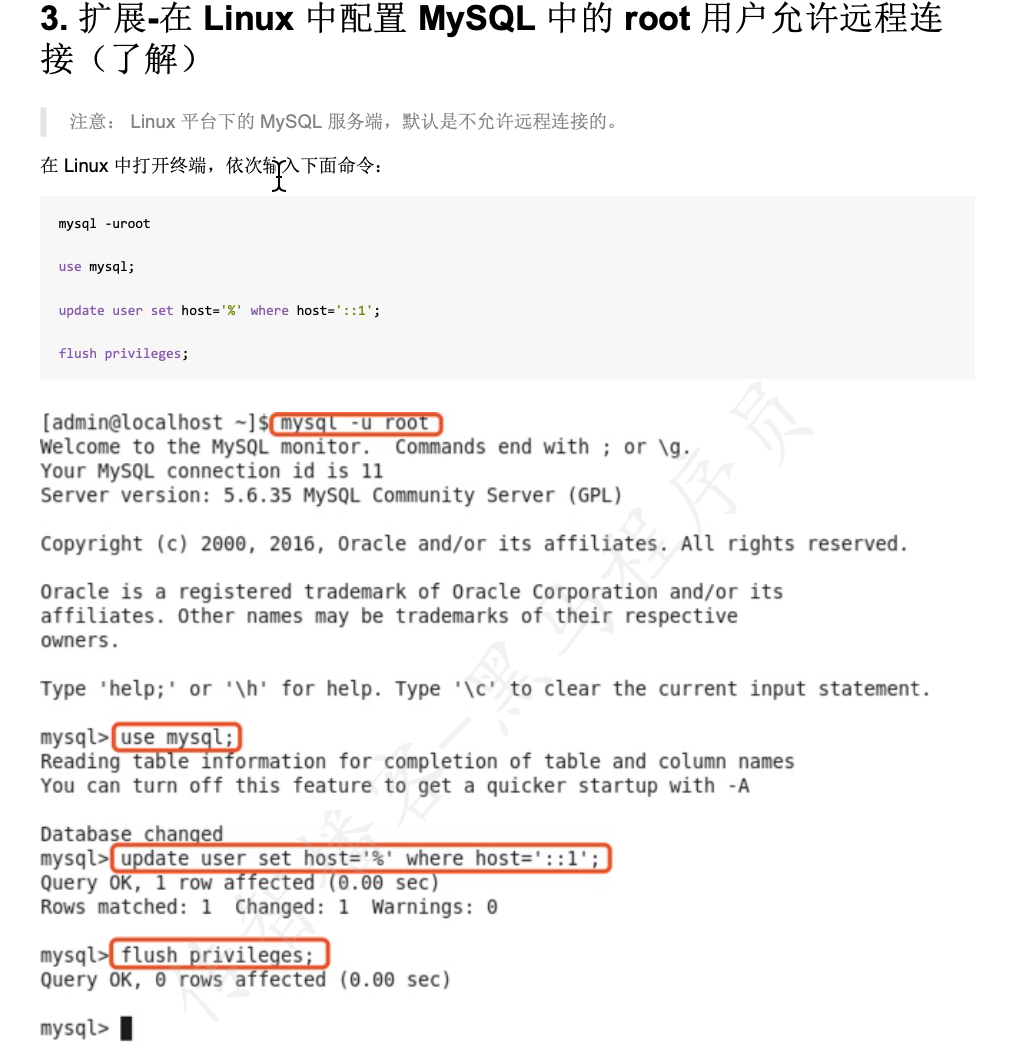 3. 扩展-在 Linux 中配置 MySQL 中的 root 用户允许远程连
接（了解）
注意： Linux 平台下的 MySQL 服务端，默认是不允许远程连接的。
在 Linux 中打开终端，依次输入下面命令：
mysql -uroot
use mysql;
update user set host='%' where host='::1';
flush privileges;
[admin@localhost ~]$ mysql -u root
Welcome to the MySQL monitor.  Commands end with ; or \g.
Your MySQL connection id is 11
Server version: 5.6.35 MySQL Community Server (GPL)
Copyright (c) 2000, 2016, Oracle and/or its affiliates. All rights reserved.
Oracle is a registered trademark of Oracle Corporation and/or its
affiliates. Other names may be trademarks of their respective
owners.
Type 'help;' or '\h' for help. Type '\c' to clear the current input statement.
mysql> use mysql;
Reading table information for completion of table and column names
You can turn off this feature to get a quicker startup with -A
Database changed
mysql> update user set host='%' where host='::1';
Query OK, 1 row affected (0.00 sec)
Rows matched: 1  Changed: 1  Warnings: 0
mysql> flush privileges;
Query OK, 0 rows affected (0.00 sec)
mysql>
传智播客-黑马程序员